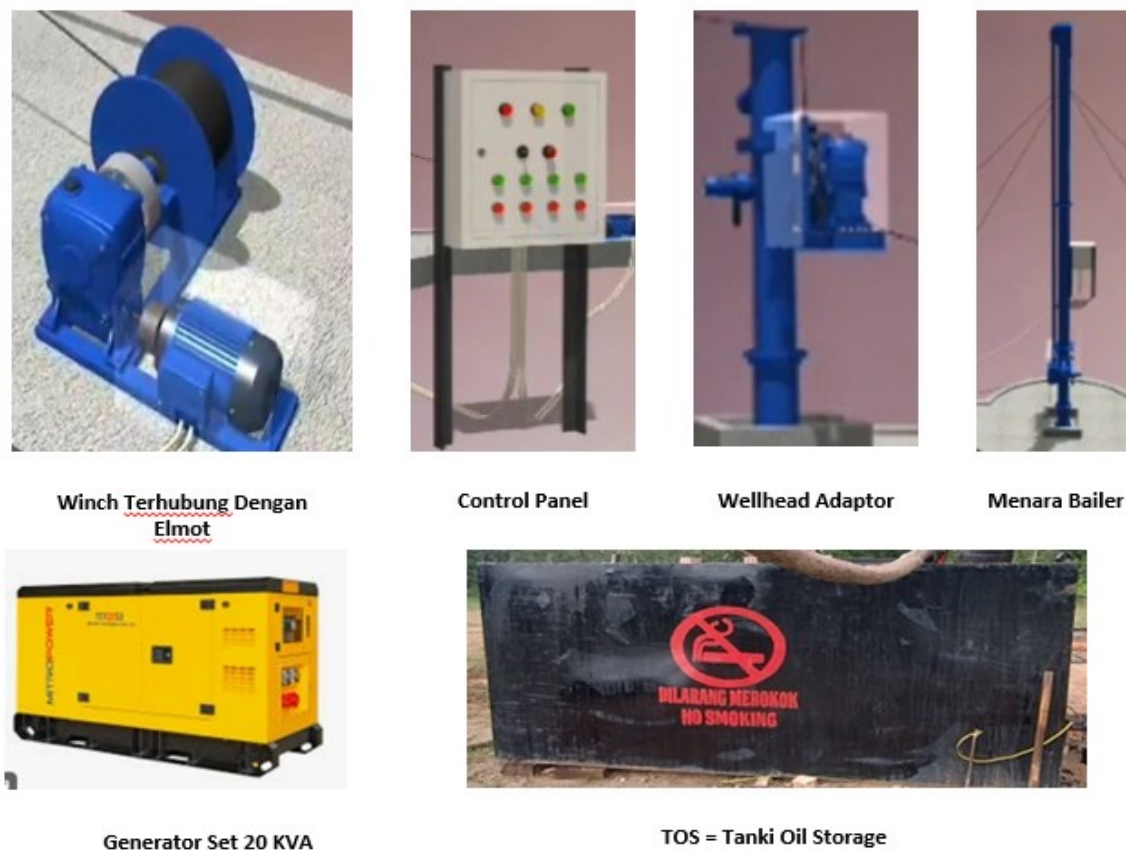 Winch Terhubung Dengan
Elmot
Control Panel
Wellhead Adaptor
Menara Bailer
MITROPOWER
DILARANG MEROKOK
NO SMOKING
Generator Set 20 KVA
TOS = Tanki Oil Storage